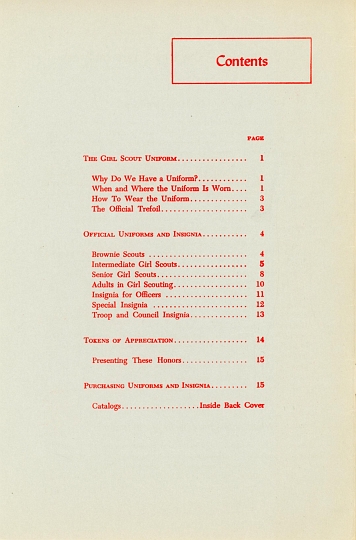 Contents
PAGE
The Girl Scout Uniform................. 1
Why Do We Have a Uniform?............ 1
When and Where the Uniform Is Worn.... 1
How To Wear the Uniform.............. 3
The Official Trefoil..................... 3
Official Uniforms and Insignia........... 4
Brownie Scouts ........................ 4
Intermediate Girl Scouts................. 5
Senior Girl Scouts...................... 8
Adults in Girl Scouting.................. 10
Insignia for Officers .................... 11
Special Insignia ....................... 12
Troop and Council Insignia.............. 13
Tokens of Appreciation.................. 14
Presenting These Honors................ 15
Purchasing Uniforms and Insignia......... 15
Catalogs...................Inside Back Cover